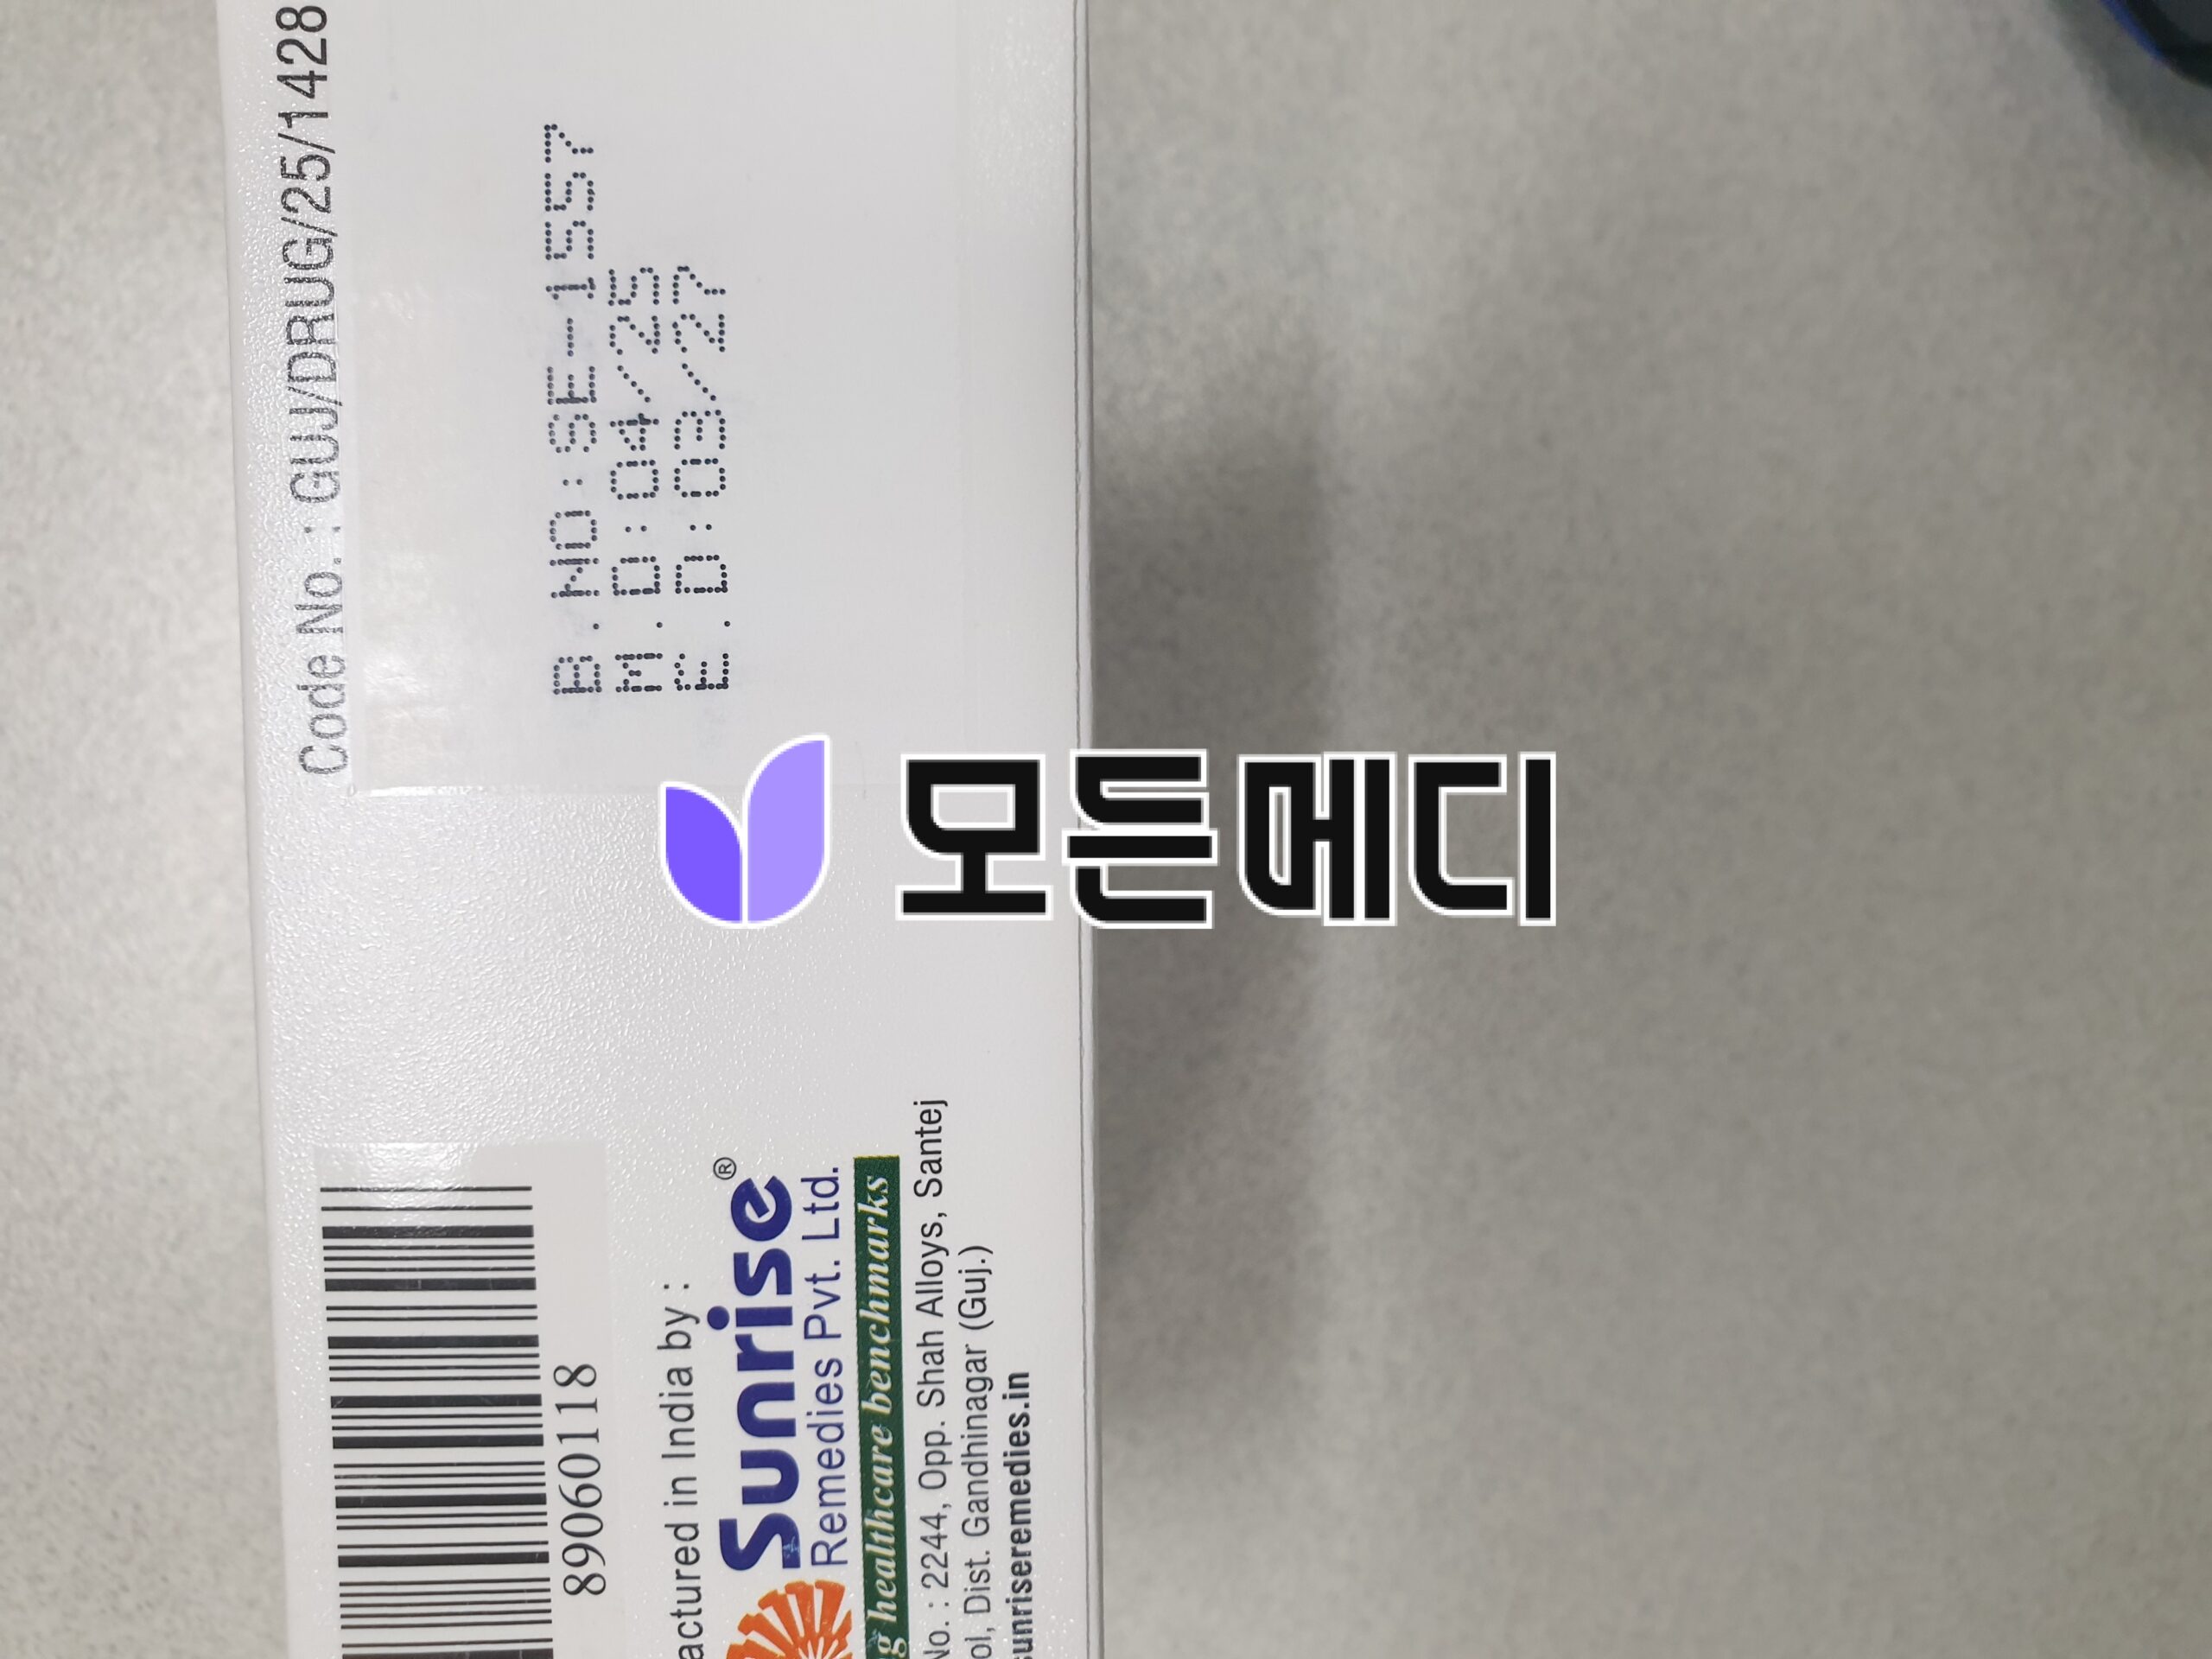 Code No. : GUJ/DRUG/25/1428
B.NO:SE-1557
M.D:04/25
E.D:03/27
모든메디
89060118
actured in India by :
Sunrise®
Remedies Pvt. Ltd.
g healthcare benchmarks
No. : 2244, Opp. Shah Alloys, Santej
ol, Dist. Gandhinagar (Guj.)
sunriseremedies.in